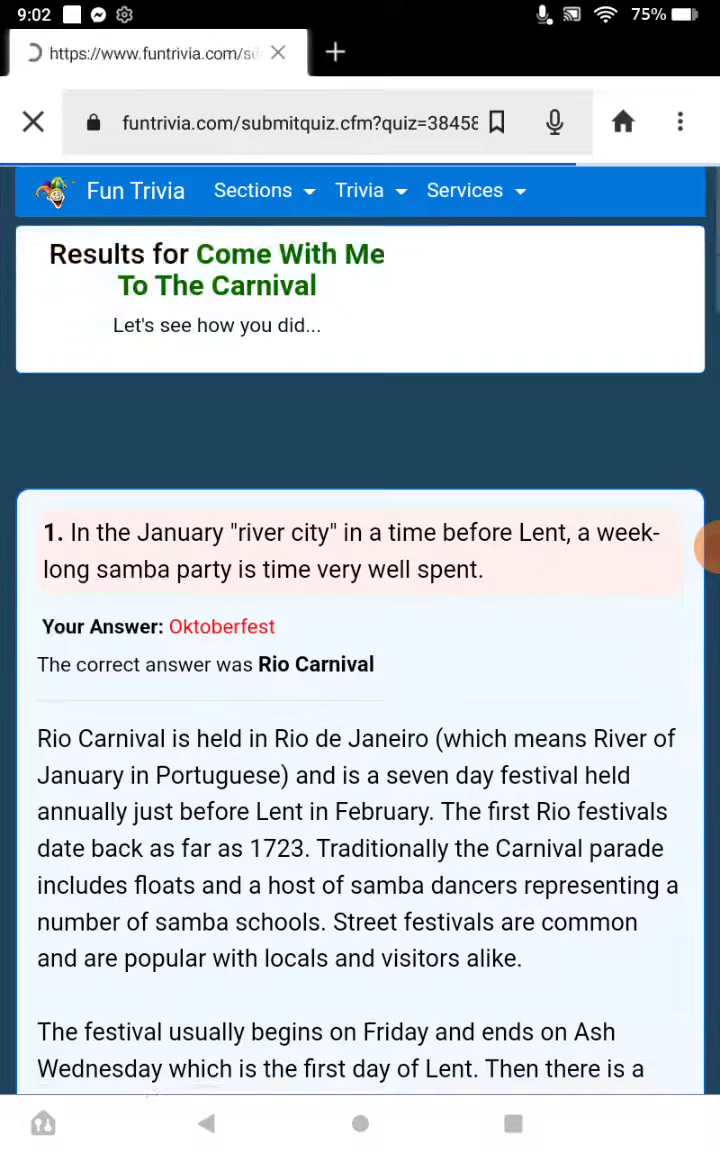 9:02
75%
https://www.funtrivia.com/su
funtrivia.com/submitquiz.cfm?quiz=38458
Fun Trivia Sections Trivia Services
Results for Come With Me
To The Carnival
Let's see how you did...
1. In the January "river city" in a time before Lent, a week-
long samba party is time very well spent.
Your Answer: Oktoberfest
The correct answer was Rio Carnival
Rio Carnival is held in Rio de Janeiro (which means River of
January in Portuguese) and is a seven day festival held
annually just before Lent in February. The first Rio festivals
date back as far as 1723. Traditionally the Carnival parade
includes floats and a host of samba dancers representing a
number of samba schools. Street festivals are common
and are popular with locals and visitors alike.
The festival usually begins on Friday and ends on Ash
Wednesday which is the first day of Lent. Then there is a